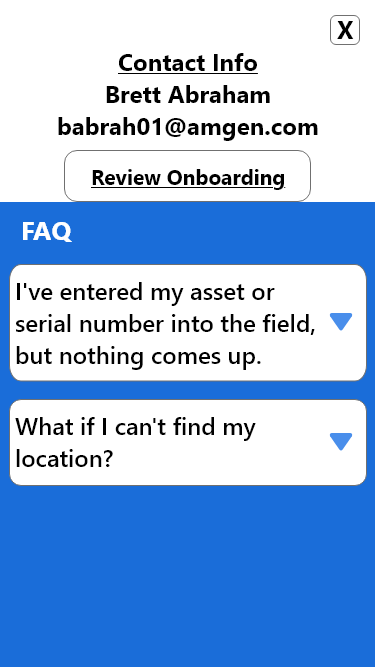 X
Contact Info
Brett Abraham
babrah01@amgen.com
Review Onboarding
FAQ
I've entered my asset or
serial number into the field,
but nothing comes up.
What if I can't find my
location?